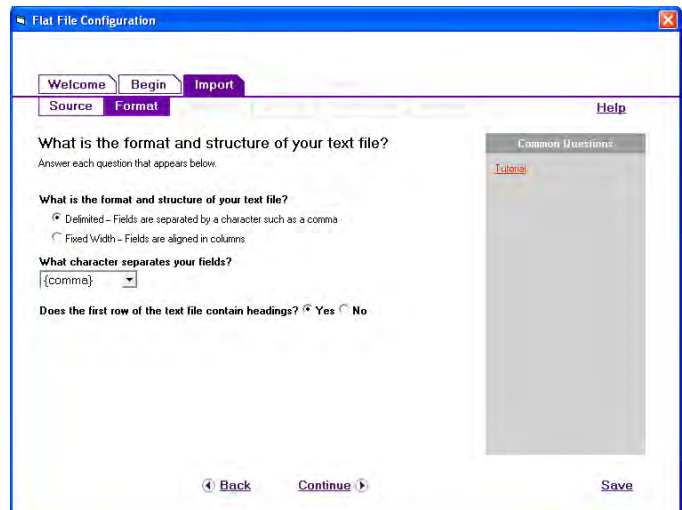 Flat File Configuration
Welcome Begin Import
Source Format
Help
What is the format and structure of your text file?
Answer each question that appears below.
What is the format and structure of your text file?
Delimited – Fields are separated by a character such as a comma
Fixed Width – Fields are aligned in columns
What character separates your fields?
{comma}
Does the first row of the text file contain headings? Yes No
Common Questions
Tutorial
Back Continue Save